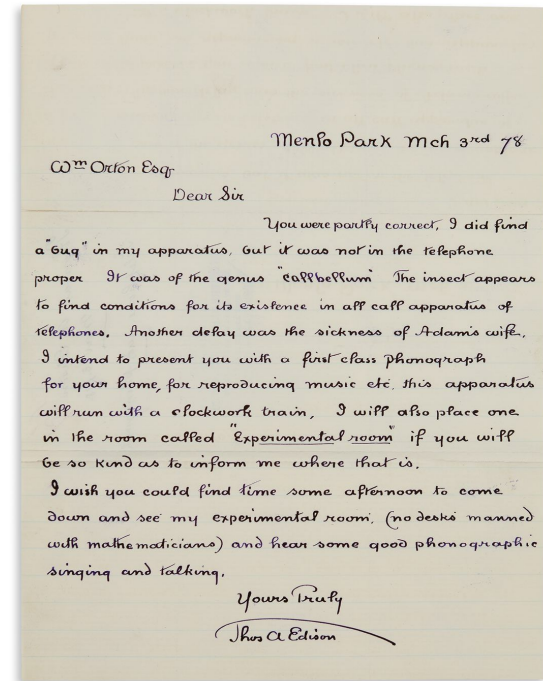 Menlo Park Mch 3rd 78
Wm Orton Esq
Dear Sir
You were partly correct, I did find
a "bug" in my apparatus, but it was not in the telephone
proper It was of the genus "callbellum" The insect appears
to find conditions for its existence in all call apparatus of
telephones. Another delay was the sickness of Adams wife.
I intend to present you with a first class phonograph
for your home, for reproducing music etc. this apparatus
will run with a clockwork train, I will also place one
in the room called "Experimental room" if you will
be so kind as to inform me where that is.
I wish you could find time some afternoon to come
down and see my experimental room, (no desks manned
with mathematicians) and hear some good phonographic
singing and talking.
Yours Truly
Thos A Edison